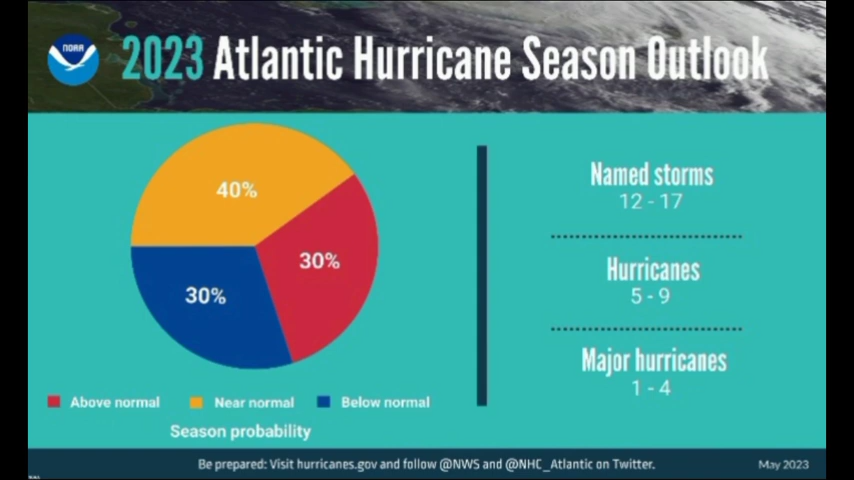 NOAA
2023 Atlantic Hurricane Season Outlook
40%
30%
30%
Above normal
Near normal
Below normal
Season probability
Named storms
12 - 17
Hurricanes
5 - 9
Major hurricanes
1 - 4
Be prepared: Visit hurricanes.gov and follow @NWS and @NHC_Atlantic on Twitter.
May 2023